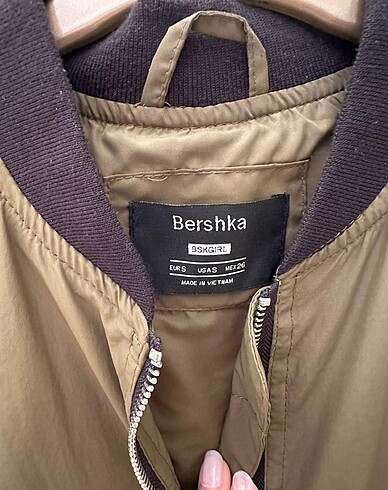 Bershka
BSKGIRL
EUR S USA S MEX 26
MADE IN VIETNAM